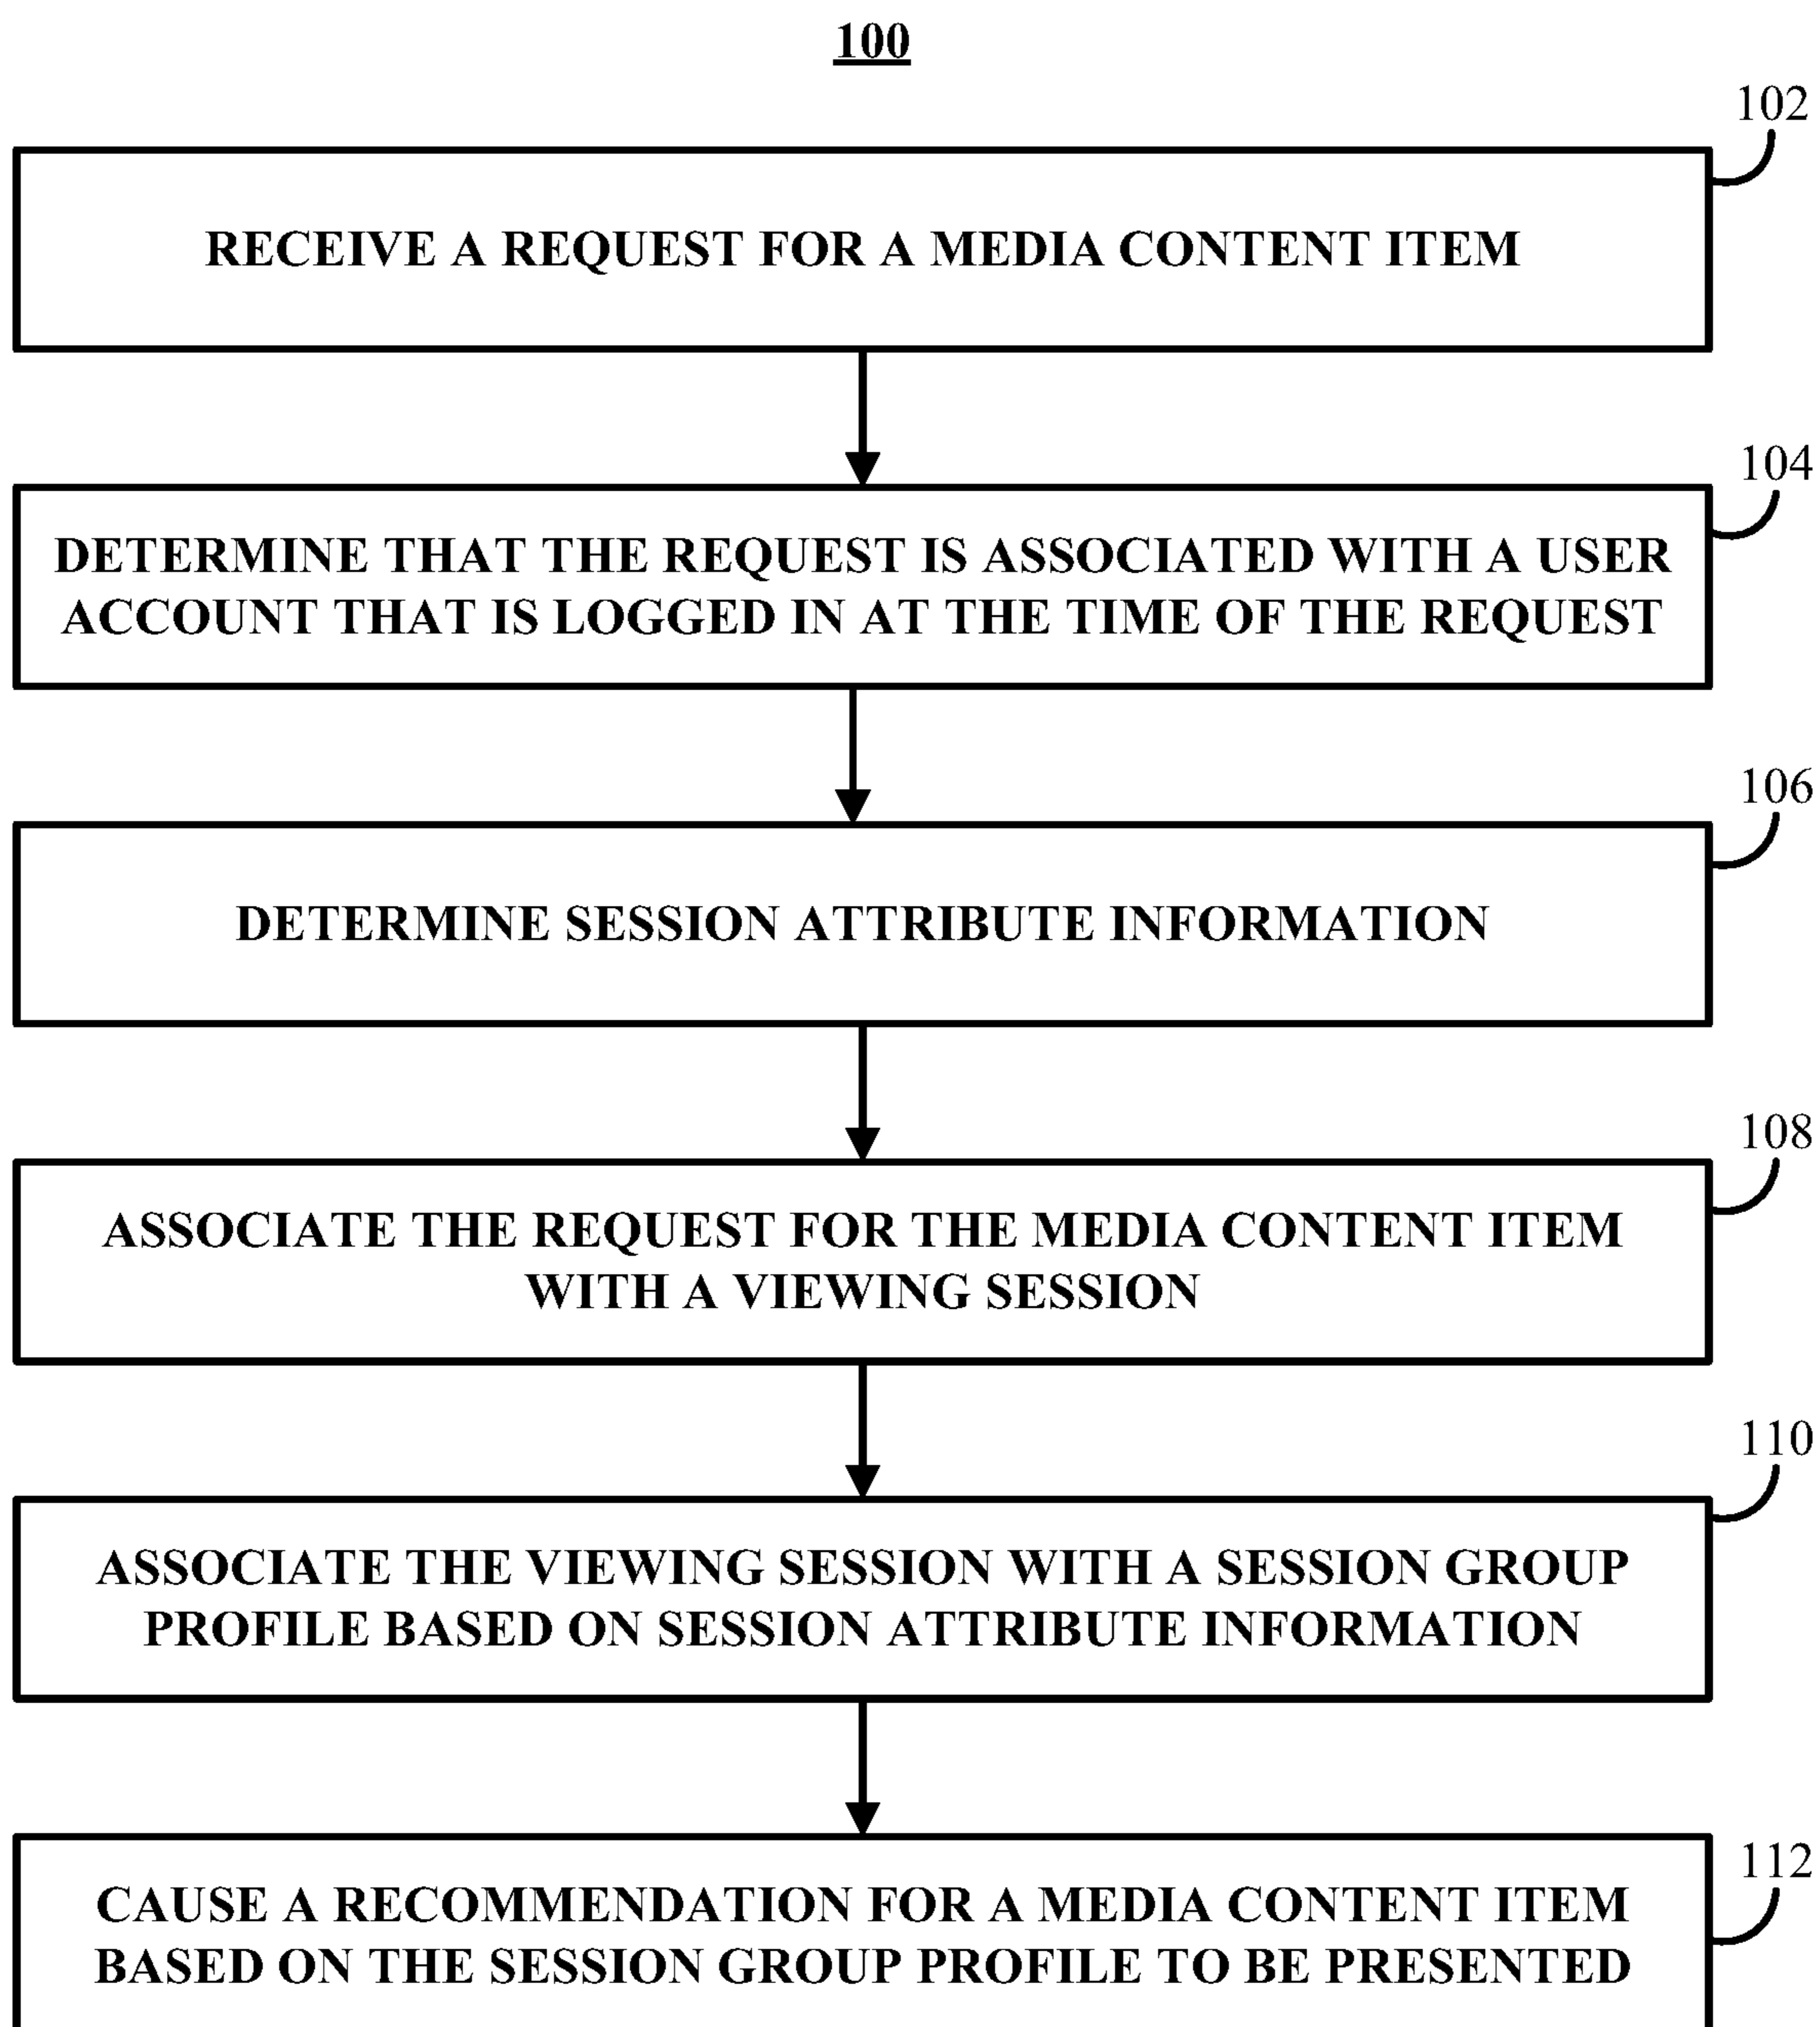 100
102
RECEIVE A REQUEST FOR A MEDIA CONTENT ITEM
104
DETERMINE THAT THE REQUEST IS ASSOCIATED WITH A USER
ACCOUNT THAT IS LOGGED IN AT THE TIME OF THE REQUEST
106
DETERMINE SESSION ATTRIBUTE INFORMATION
108
ASSOCIATE THE REQUEST FOR THE MEDIA CONTENT ITEM
WITH A VIEWING SESSION
110
ASSOCIATE THE VIEWING SESSION WITH A SESSION GROUP
PROFILE BASED ON SESSION ATTRIBUTE INFORMATION
112
CAUSE A RECOMMENDATION FOR A MEDIA CONTENT ITEM
BASED ON THE SESSION GROUP PROFILE TO BE PRESENTED